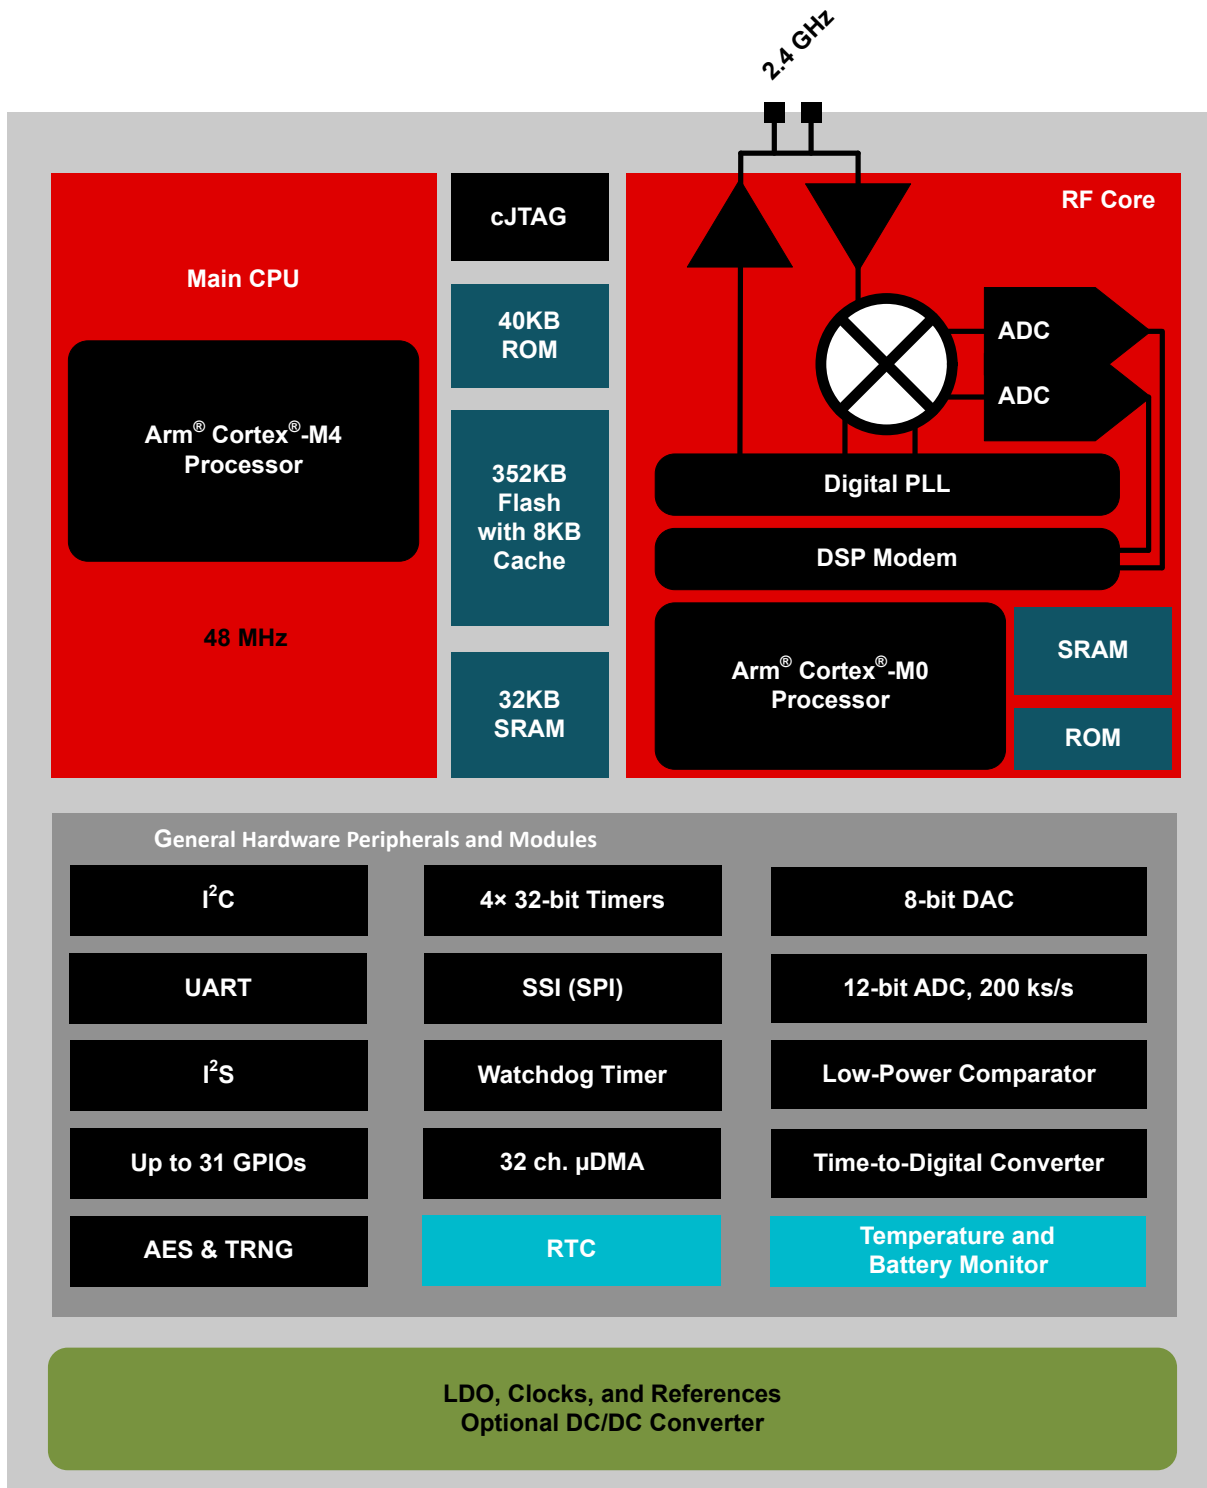 2.4 GHz
Main CPU
Arm® Cortex®-M4
Processor
48 MHz
cJTAG
40KB
ROM
352KB
Flash
with 8KB
Cache
32KB
SRAM
RF Core
ADC
ADC
Digital PLL
DSP Modem
Arm® Cortex®-M0
Processor
SRAM
ROM
General Hardware Peripherals and Modules
I²C
4× 32-bit Timers
8-bit DAC
UART
SSI (SPI)
12-bit ADC, 200 ks/s
I²S
Watchdog Timer
Low-Power Comparator
Up to 31 GPIOs
32 ch. µDMA
Time-to-Digital Converter
AES & TRNG
RTC
Temperature and
Battery Monitor
LDO, Clocks, and References
Optional DC/DC Converter